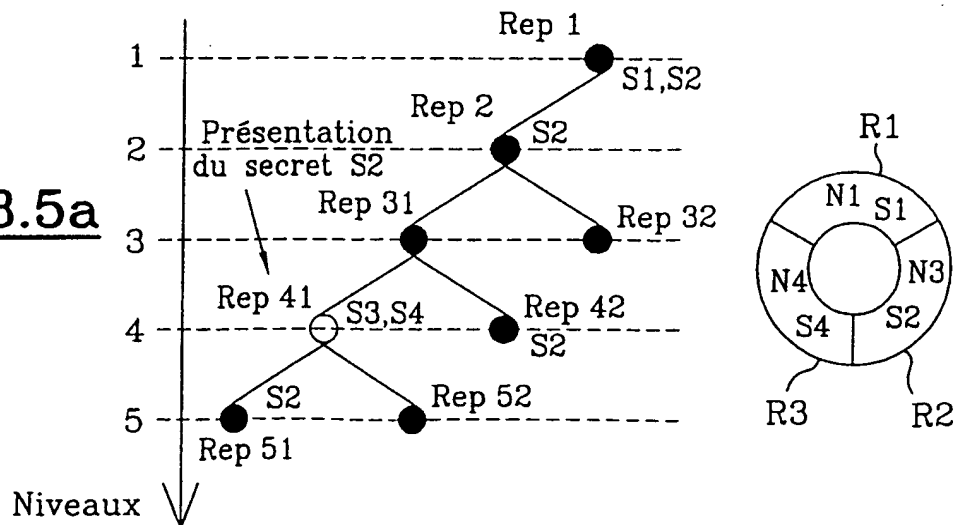 Rep 1
1
S1,S2
Rep 2
S2
2
Présentation
du secret S2
.5a
Rep 31
Rep 32
3
Rep 41
S3,S4
Rep 42
4
S2
S2
Rep 52
5
Rep 51
Niveaux
R1
N1
S1
N4
N3
S4
S2
R3
R2